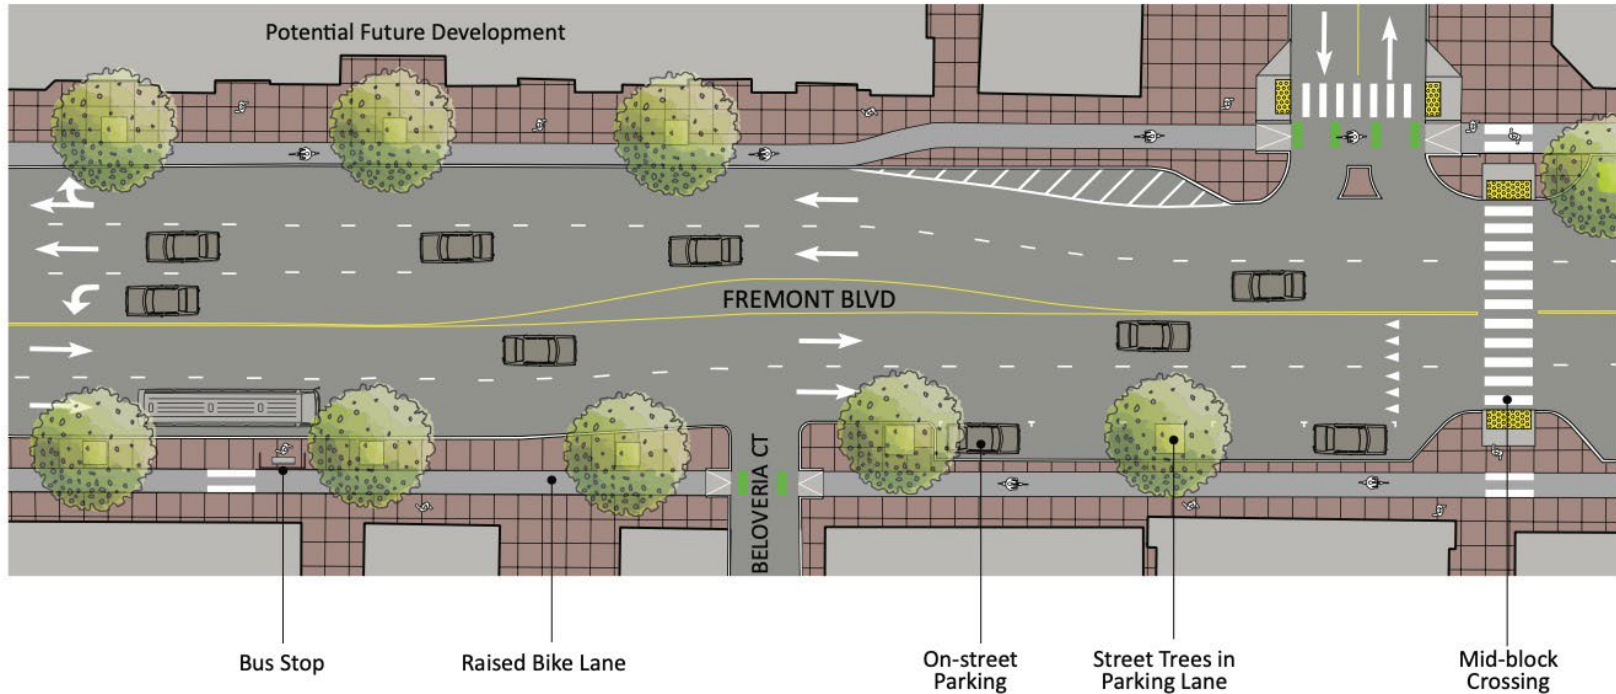 Potential Future Development
FREMONT BLVD
BELOVERIA CT
Bus Stop
Raised Bike Lane
On-street
Parking
Street Trees in
Parking Lane
Mid-block
Crossing